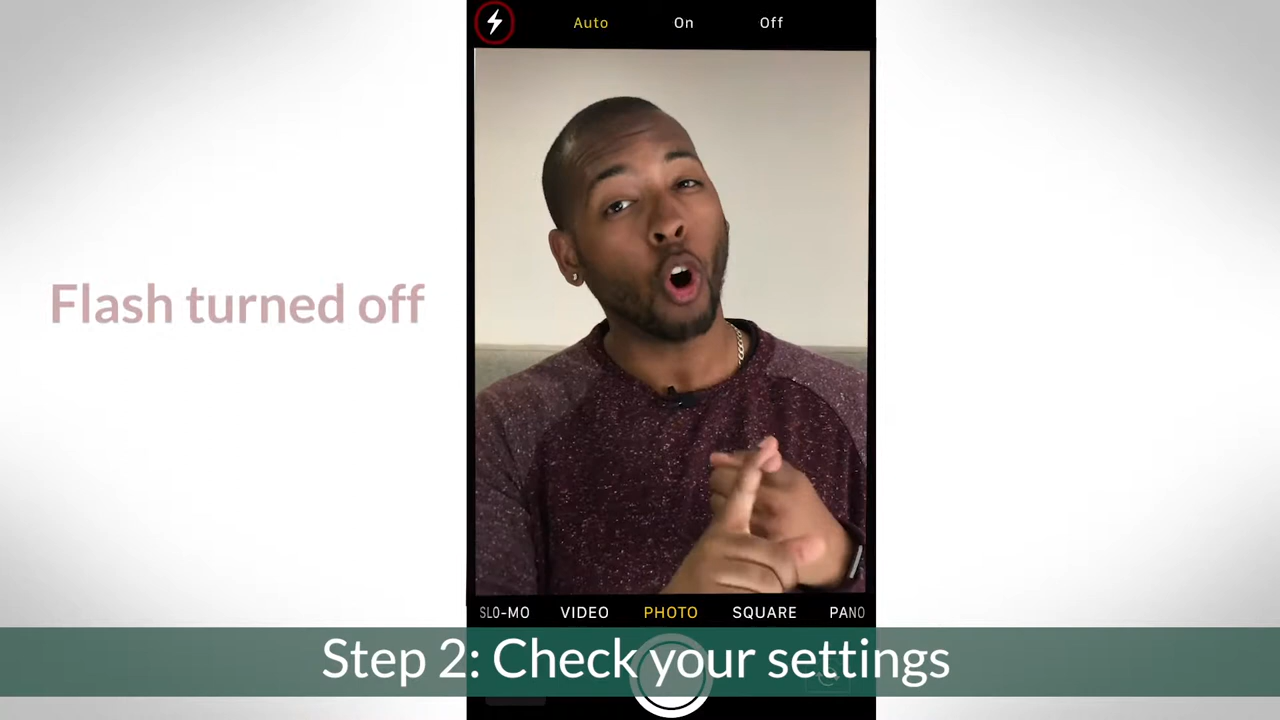 Auto On Off
Flash turned off
SLO-MO VIDEO PHOTO SQUARE PANO
Step 2: Check your settings